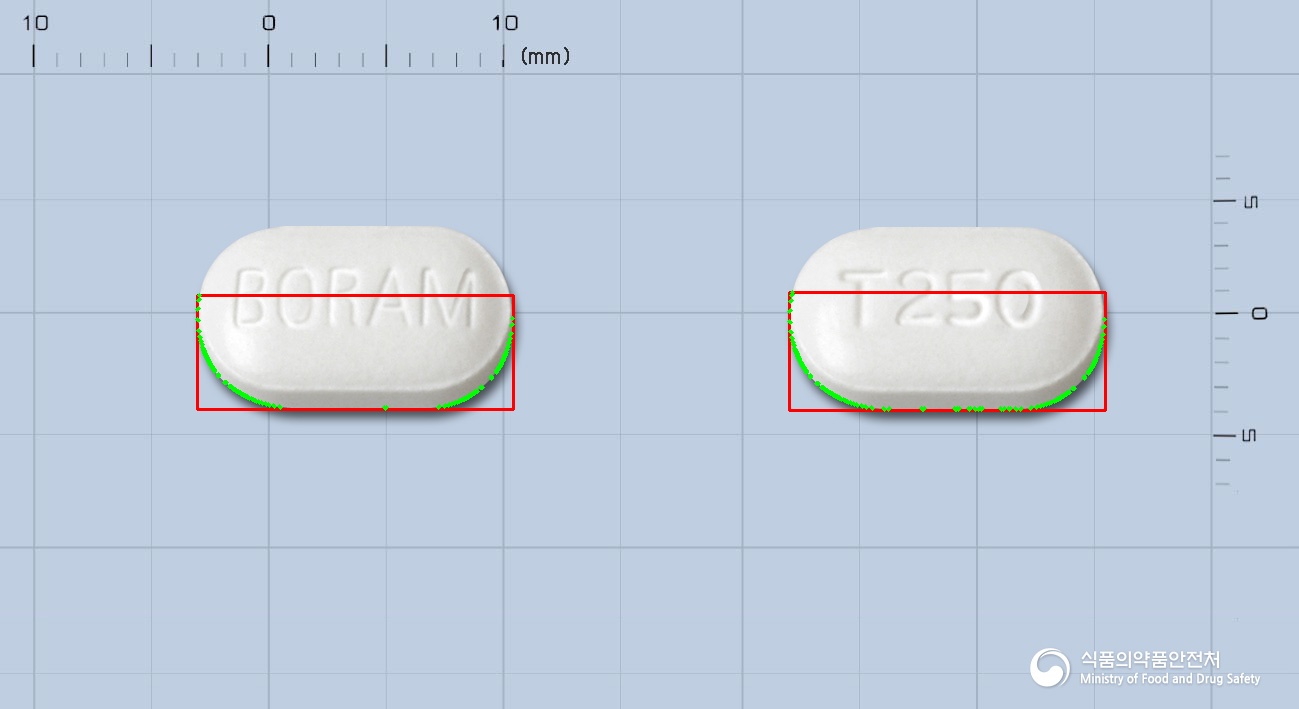 10 0 10
(mm)
BORAM
T250
5
0
5
식품의약품안전처
Ministry of Food and Drug Safety